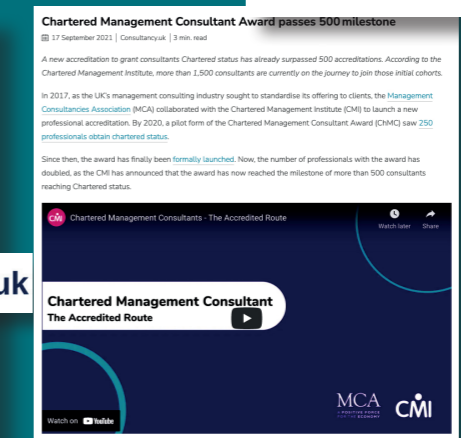 Chartered Management Consultant Award passes 500 milestone
17 September 2021 | Consultancy.uk | 3 min. read
A new accreditation to grant consultants Chartered status has already surpassed 500 accreditations. According to the
Chartered Management Institute, more than 1,500 consultants are currently on the journey to join those initial cohorts.
In 2017, as the UK's management consulting industry sought to standardise its offering to clients, the Management
Consultancies Association (MCA) collaborated with the Chartered Management Institute (CMI) to launch a new
professional accreditation. By 2020, a pilot form of the Chartered Management Consultant Award (ChMC) saw 250
professionals obtain chartered status.
Since then, the award has finally been formally launched. Now, the number of professionals with the award has
doubled, as the CMI has announced that the award has now reached the milestone of more than 500 consultants
reaching Chartered status.
CMI Chartered Management Consultants - The Accredited Route
Watch later Share
uk
Chartered Management Consultant
The Accredited Route
MCA CMI
A POSITIVE FORCE
FOR THE ECONOMY
Watch on YouTube